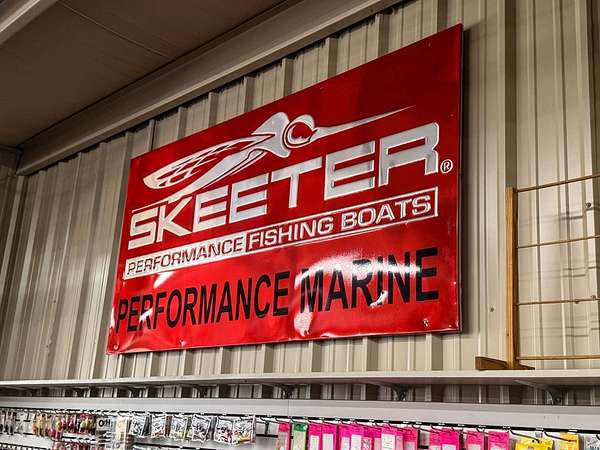 SKEETER®
PERFORMANCE FISHING BOATS
PERFORMANCE MARINE